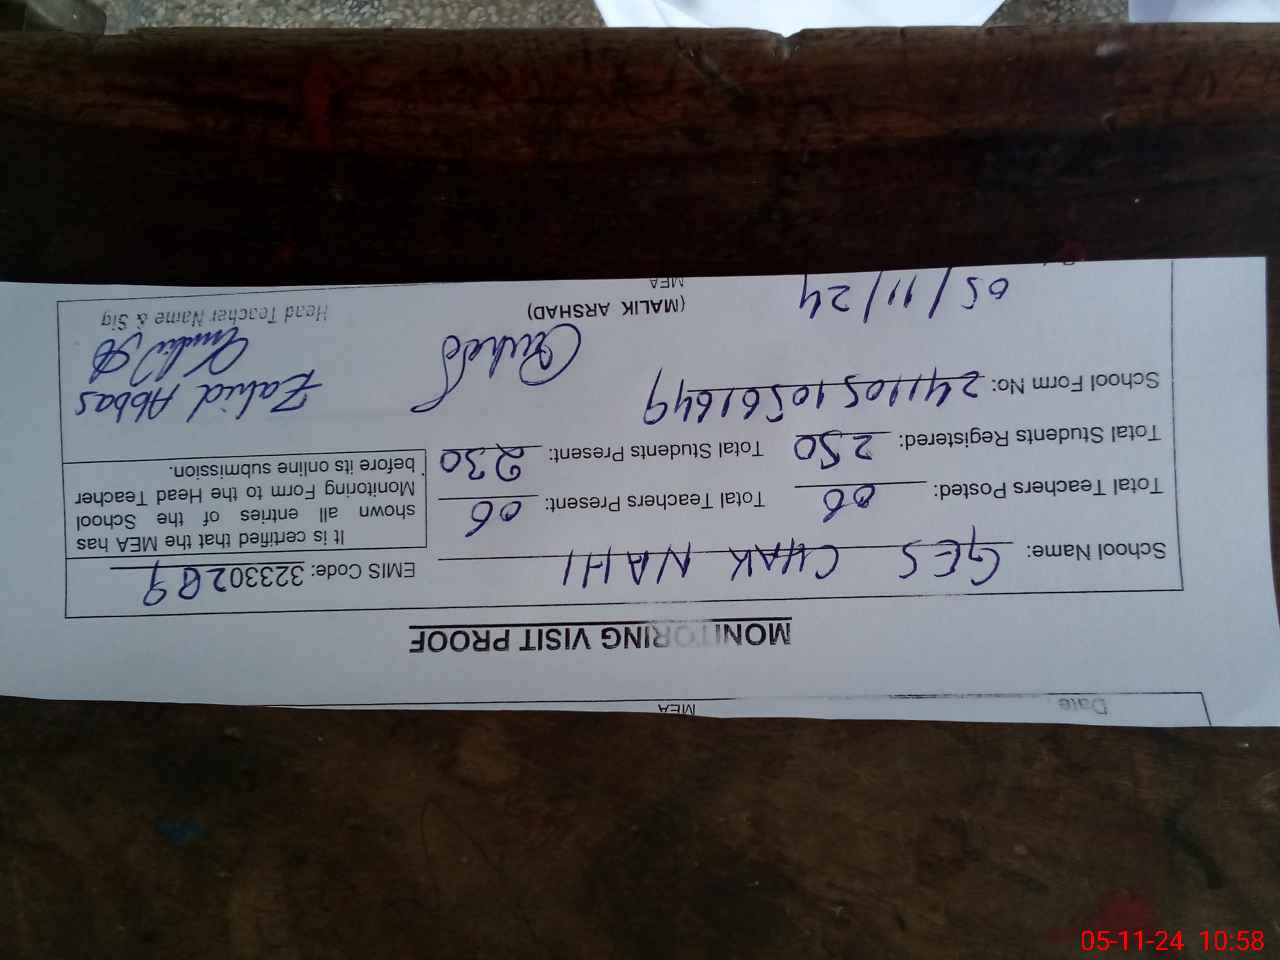 Date
MEA
MONITORING VISIT PROOF
School Name: GES CHAK NAHI EMIS Code: 32330289
Total Teachers Posted: 06 Total Teachers Present: 06
Total Students Registered: 250 Total Students Present: 230
It is certified that the MEA has
shown all entries of the School
Monitoring Form to the Head Teacher
before its online submission.
School Form No: 24110510561649
Zahid Abbas
05/11/24
(MALIK ARSHAD)
MEA
Head Teacher Name & Sig
05-11-24 10:58